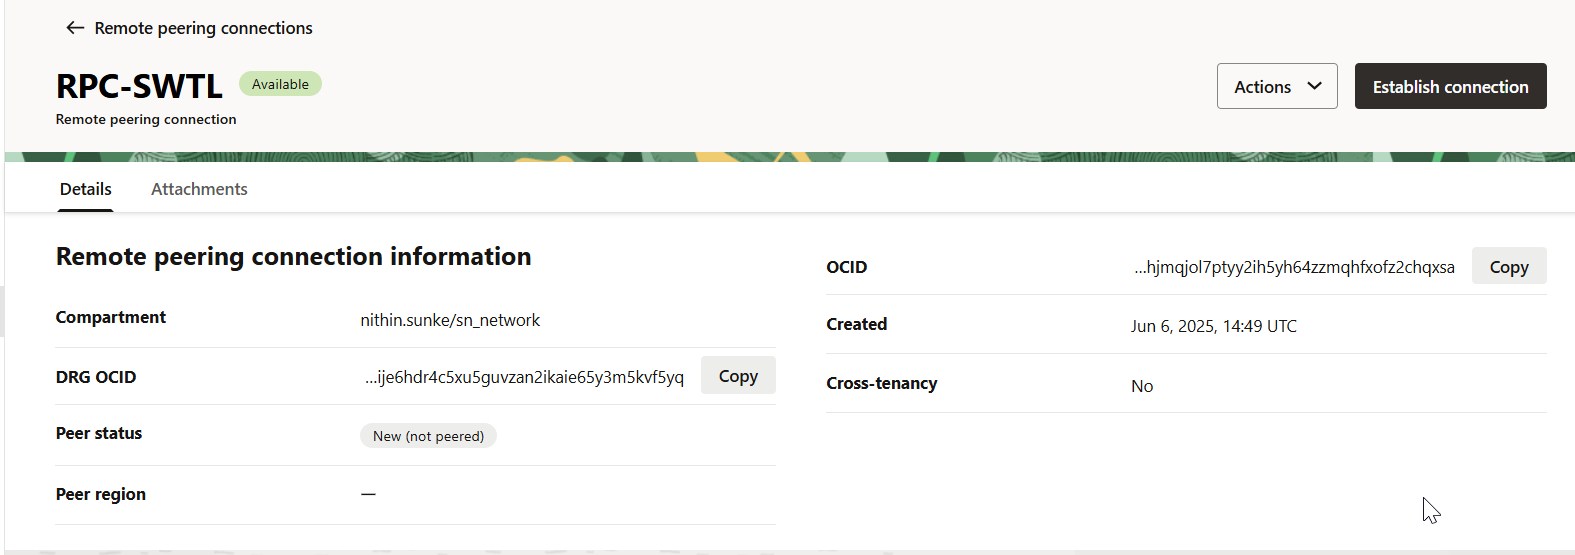 ← Remote peering connections
RPC-SWTL Available
Remote peering connection
Actions
Establish connection
Details Attachments
Remote peering connection information
Compartment nithin.sunke/sn_network
DRG OCID ...ije6hdr4c5xu5guvzan2ikaie65y3m5kvf5yq Copy
Peer status New (not peered)
Peer region —
OCID ...hjmqjol7ptyy2ih5yh64zzmqhfxofz2chqxsa Copy
Created Jun 6, 2025, 14:49 UTC
Cross-tenancy No